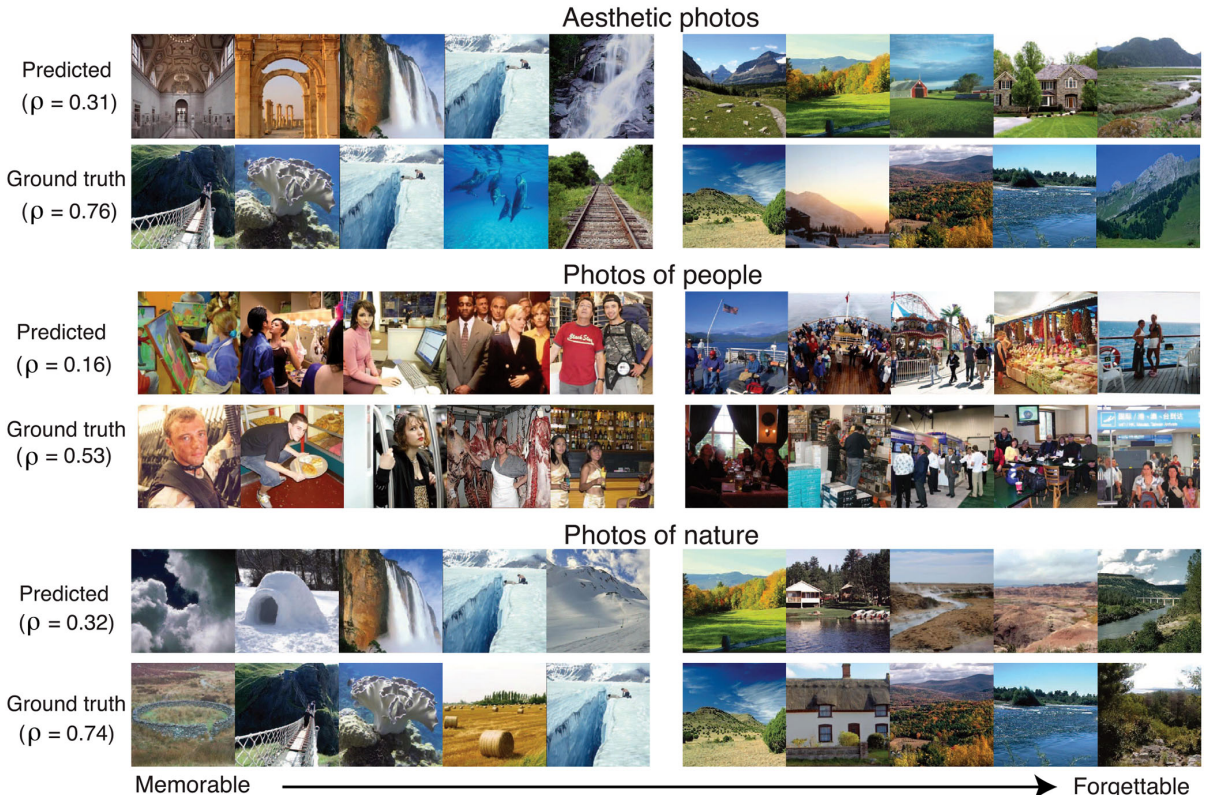 Aesthetic photos
Predicted
(ρ = 0.31)
Ground truth
(ρ = 0.76)
Photos of people
Predicted
(ρ = 0.16)
Ground truth
(ρ = 0.53)
Photos of nature
Predicted
(ρ = 0.32)
Ground truth
(ρ = 0.74)
Memorable
Forgettable